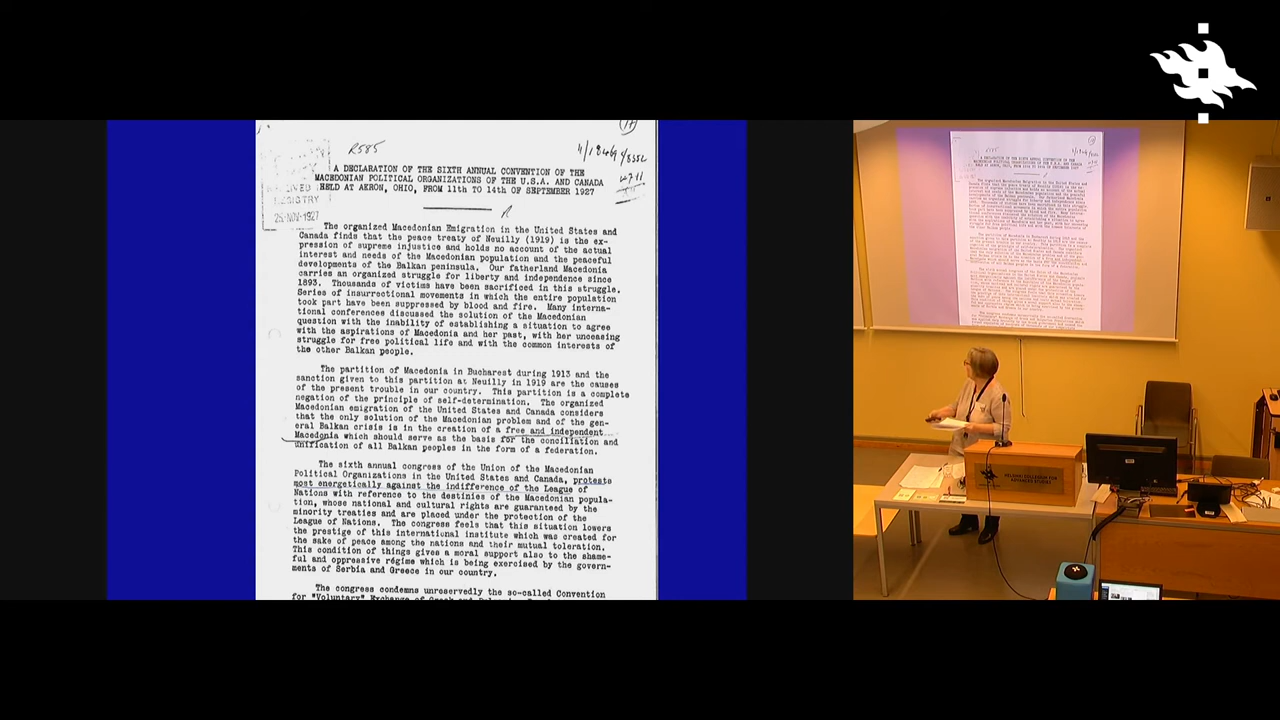 R585
A DECLARATION OF THE SIXTH ANNUAL CONVENTION OF THE
MACEDONIAN POLITICAL ORGANIZATIONS OF THE U.S.A. AND CANADA
HELD AT AKRON, OHIO, FROM 11th to 14th OF SEPTEMBER 1927
REGISTRY
25 NOV 1927
The organized Macedonian Emigration in the United States and
Canada finds that the peace treaty of Neuilly (1919) is the ex-
pression of supreme injustice and holds no account of the actual
interest and needs of the Macedonian population and the peaceful
developments of the Balkan peninsula. Our fatherland Macedonia
carries an organized struggle for liberty and independence since
1893. Thousands of victims have been sacrificed in this struggle.
Series of insurrectional movements in which the entire population
took part have been suppressed by blood and fire. Many interna-
tional conferences discussed the solution of the Macedonian
question with the inability of establishing a situation to agree
with the aspirations of Macedonia and her past, with her unceasing
struggle for free political life and with the common interests of
the other Balkan people.
The partition of Macedonia in Bucharest during 1913 and the
sanction given to this partition at Neuilly in 1919 are the causes
of the present trouble in our country. This partition is a complete
negation of the principle of self-determination. The organized
Macedonian emigration of the United States and Canada considers
that the only solution of the Macedonian problem and of the gen-
eral Balkan crisis is in the creation of a free and independent
Macedonia which should serve as the basis for the conciliation and
unification of all Balkan peoples in the form of a federation.
The sixth annual congress of the Union of the Macedonian
Political Organizations in the United States and Canada, protests
most energetically against the indifference of the League of
Nations with reference to the destinies of the Macedonian popula-
tion, whose national and cultural rights are guaranteed by the
minority treaties and are placed under the protection of the
League of Nations. The congress feels that this situation lowers
the prestige of this international institute which was created for
the sake of peace among the nations and their mutual toleration.
This condition of things gives a moral support also to the shame-
ful and oppressive régime which is being exercised by the govern-
ments of Serbia and Greece in our country.
The congress condemns unreservedly the so-called Convention
for "Voluntary" Exchange of Greek and
HELSINKI COLLEGIUM FOR
ADVANCED STUDIES